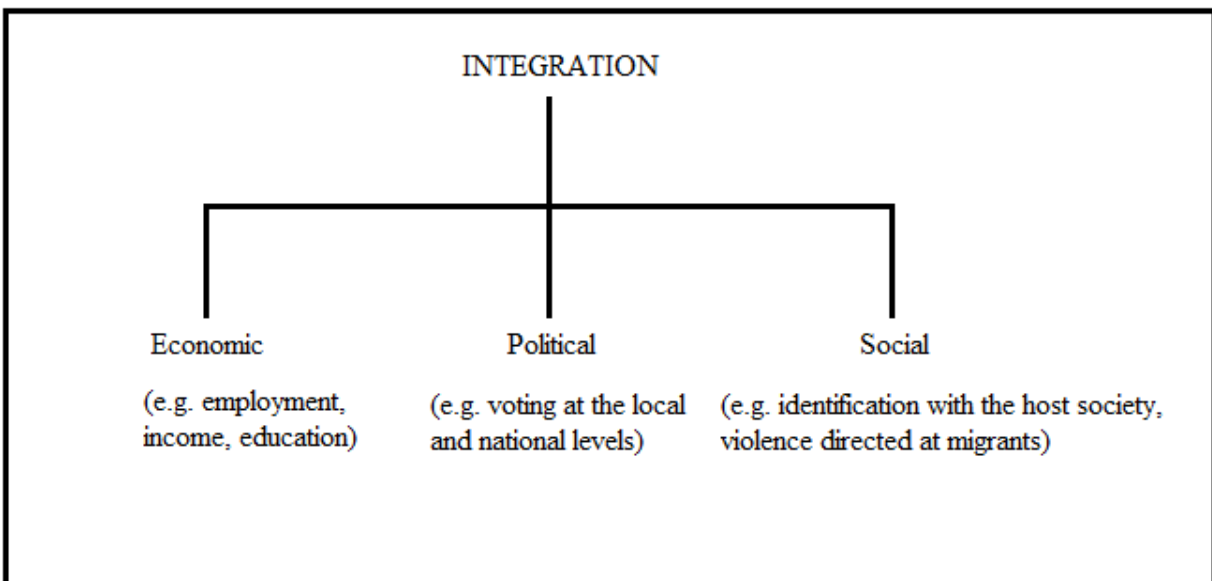 INTEGRATION
Economic
Political
Social
(e.g. employment,
income, education)
(e.g. voting at the local
and national levels)
(e.g. identification with the host society,
violence directed at migrants)